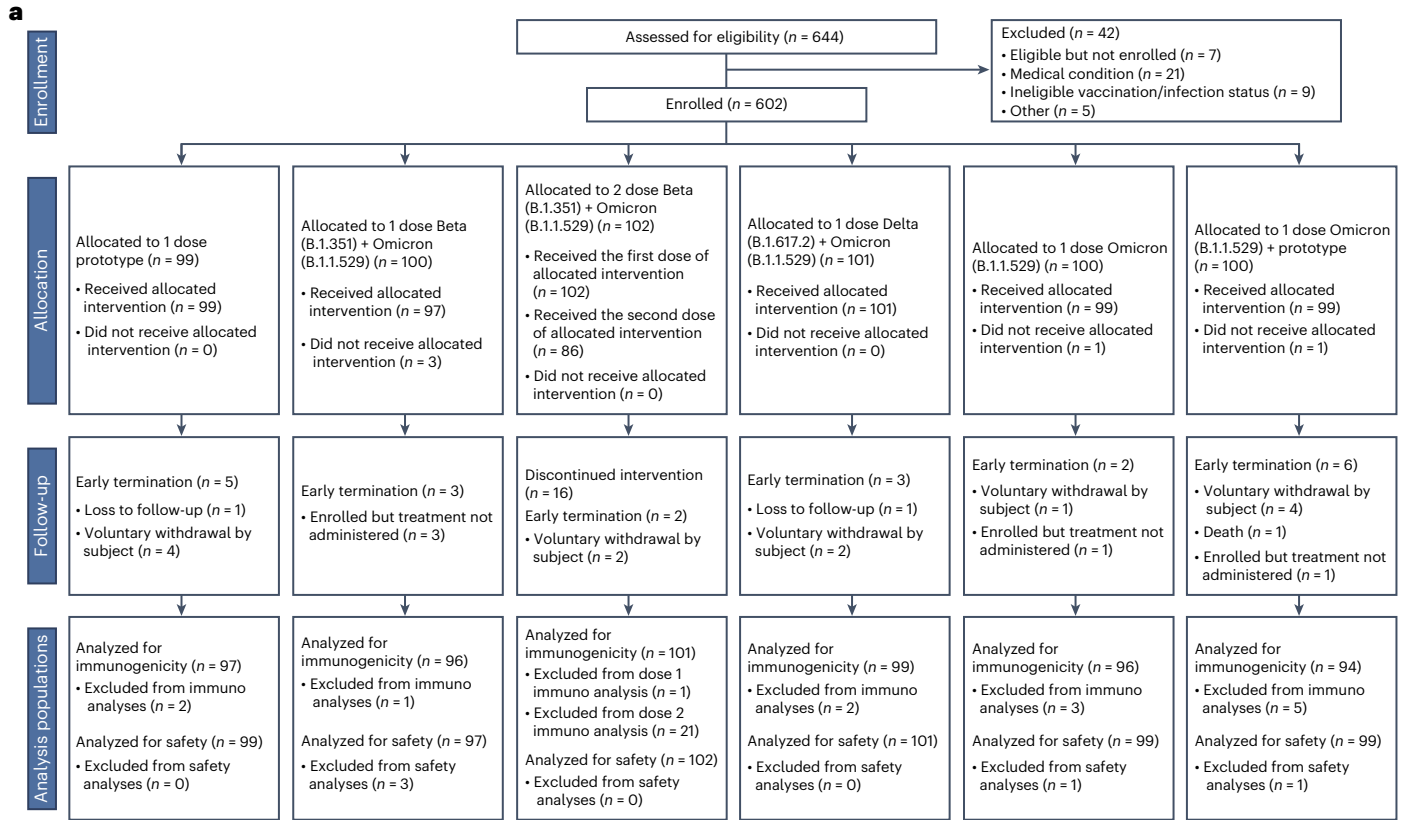 a
Enrollment
Assessed for eligibility (n = 644)
Excluded (n = 42)
• Eligible but not enrolled (n = 7)
• Medical condition (n = 21)
• Ineligible vaccination/infection status (n = 9)
• Other (n = 5)
Enrolled (n = 602)
Allocation
Allocated to 1 dose
prototype (n = 99)
• Received allocated
intervention (n = 99)
• Did not receive allocated
intervention (n = 0)
Allocated to 1 dose Beta
(B.1.351) + Omicron
(B.1.1.529) (n = 100)
• Received allocated
intervention (n = 97)
• Did not receive allocated
intervention (n = 3)
Allocated to 2 dose Beta
(B.1.351) + Omicron
(B.1.1.529) (n = 102)
• Received the first dose of
allocated intervention
(n = 102)
• Received the second dose
of allocated intervention
(n = 86)
• Did not receive allocated
intervention (n = 0)
Allocated to 1 dose Delta
(B.1.617.2) + Omicron
(B.1.1.529) (n = 101)
• Received allocated
intervention (n = 101)
• Did not receive allocated
intervention (n = 0)
Allocated to 1 dose Omicron
(B.1.1.529) (n = 100)
• Received allocated
intervention (n = 99)
• Did not receive allocated
intervention (n = 1)
Allocated to 1 dose Omicron
(B.1.1.529) + prototype
(n = 100)
• Received allocated
intervention (n = 99)
• Did not receive allocated
intervention (n = 1)
Follow-up
Early termination (n = 5)
• Loss to follow-up (n = 1)
• Voluntary withdrawal by
subject (n = 4)
Early termination (n = 3)
• Enrolled but treatment not
administered (n = 3)
Discontinued intervention
(n = 16)
Early termination (n = 2)
• Voluntary withdrawal by
subject (n = 2)
Early termination (n = 3)
• Loss to follow-up (n = 1)
• Voluntary withdrawal by
subject (n = 2)
Early termination (n = 2)
• Voluntary withdrawal by
subject (n = 1)
• Enrolled but treatment not
administered (n = 1)
Early termination (n = 6)
• Voluntary withdrawal by
subject (n = 4)
• Death (n = 1)
• Enrolled but treatment not
administered (n = 1)
Analysis populations
Analyzed for
immunogenicity (n = 97)
• Excluded from immuno
analyses (n = 2)
Analyzed for safety (n = 99)
• Excluded from safety
analyses (n = 0)
Analyzed for
immunogenicity (n = 96)
• Excluded from immuno
analyses (n = 1)
Analyzed for safety (n = 97)
• Excluded from safety
analyses (n = 3)
Analyzed for
immunogenicity (n = 101)
• Excluded from dose 1
immuno analysis (n = 1)
• Excluded from dose 2
immuno analysis (n = 21)
Analyzed for safety (n = 102)
• Excluded from safety
analyses (n = 0)
Analyzed for
immunogenicity (n = 99)
• Excluded from immuno
analyses (n = 2)
Analyzed for safety (n = 101)
• Excluded from safety
analyses (n = 0)
Analyzed for
immunogenicity (n = 96)
• Excluded from immuno
analyses (n = 3)
Analyzed for safety (n = 99)
• Excluded from safety
analyses (n = 1)
Analyzed for
immunogenicity (n = 94)
• Excluded from immuno
analyses (n = 5)
Analyzed for safety (n = 99)
• Excluded from safety
analyses (n = 1)